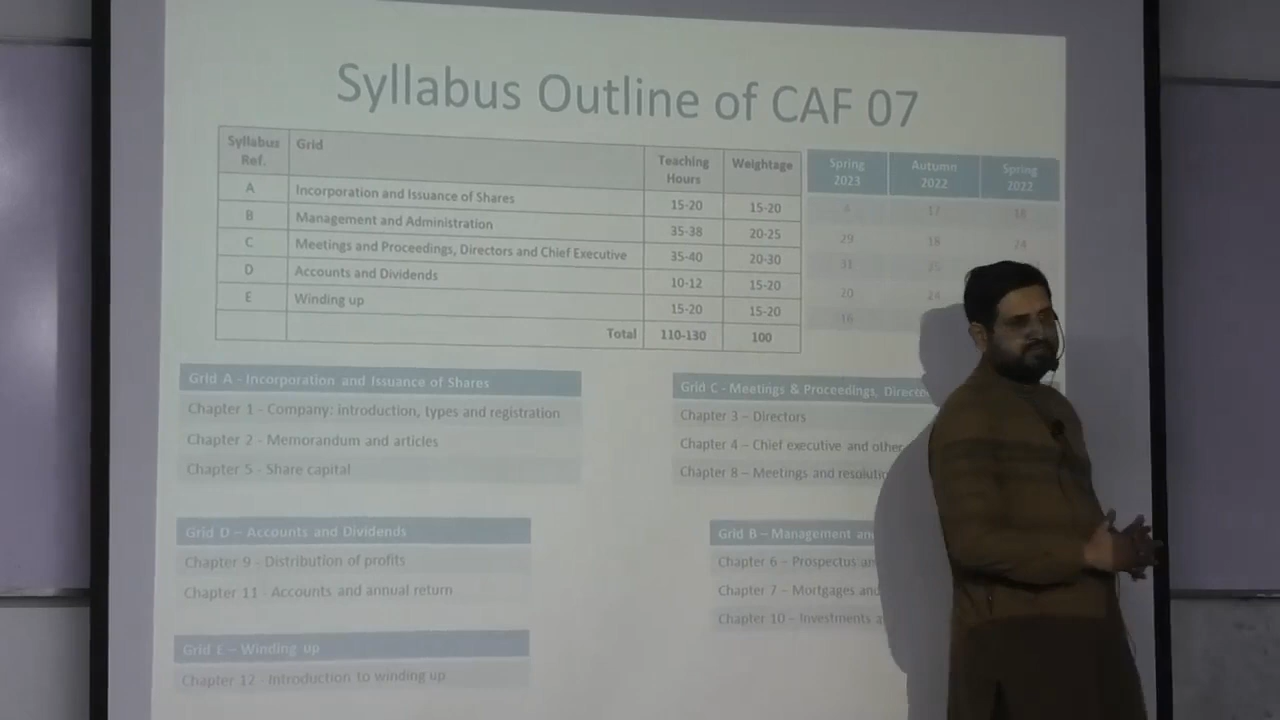 Syllabus Outline of CAF 07
Syllabus Ref. Grid Teaching Hours Weightage Spring 2023 Autumn 2022 Spring 2022
A Incorporation and Issuance of Shares 15-20 15-20 4 17 18
B Management and Administration 35-38 20-25 29 18 24
C Meetings and Proceedings, Directors and Chief Executive 35-40 20-30 31 25
D Accounts and Dividends 10-12 15-20 20 24
E Winding up 15-20 15-20 16
Total 110-130 100
Grid A - Incorporation and Issuance of Shares
Chapter 1 - Company: introduction, types and registration
Chapter 2 - Memorandum and articles
Chapter 5 - Share capital
Grid C - Meetings & Proceedings,
Chapter 3 – Directors
Chapter 4 – Chief executive and other
Chapter 8 – Meetings and
Grid D – Accounts and Dividends
Chapter 9 - Distribution of profits
Chapter 11 - Accounts and annual return
Grid B – Management
Chapter 6 – Prospectus
Chapter 7 - Mortgages and
Chapter 10 - Investments
Grid E – Winding up
Chapter 12 - Introduction to winding up